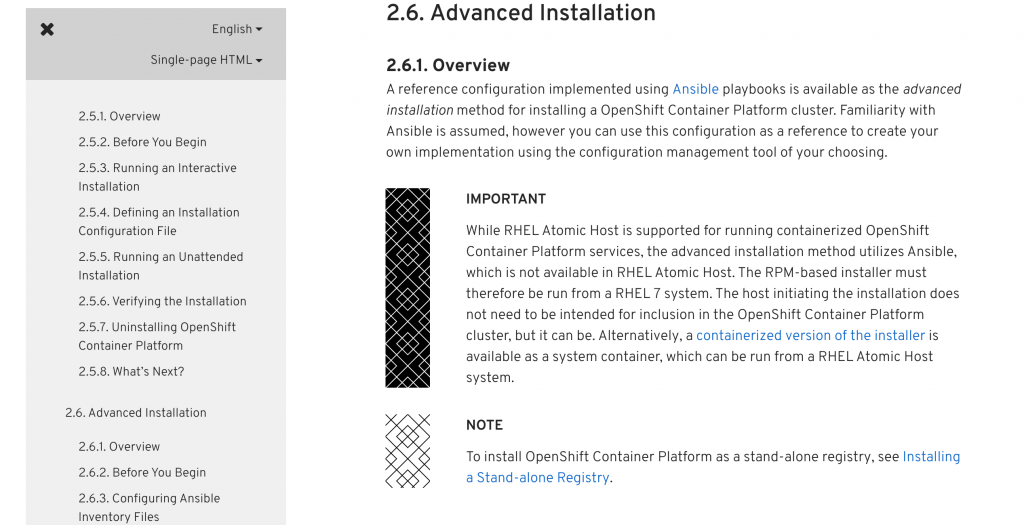 English
Single-page HTML
2.5.1. Overview
2.5.2. Before You Begin
2.5.3. Running an Interactive
Installation
2.5.4. Defining an Installation
Configuration File
2.5.5. Running an Unattended
Installation
2.5.6. Verifying the Installation
2.5.7. Uninstalling OpenShift
Container Platform
2.5.8. What's Next?
2.6. Advanced Installation
2.6.1. Overview
2.6.2. Before You Begin
2.6.3. Configuring Ansible
Inventory Files
2.6. Advanced Installation
2.6.1. Overview
A reference configuration implemented using Ansible playbooks is available as the advanced
installation method for installing a OpenShift Container Platform cluster. Familiarity with
Ansible is assumed, however you can use this configuration as a reference to create your
own implementation using the configuration management tool of your choosing.
IMPORTANT
While RHEL Atomic Host is supported for running containerized OpenShift
Container Platform services, the advanced installation method utilizes Ansible,
which is not available in RHEL Atomic Host. The RPM-based installer must
therefore be run from a RHEL 7 system. The host initiating the installation does
not need to be intended for inclusion in the OpenShift Container Platform
cluster, but it can be. Alternatively, a containerized version of the installer is
available as a system container, which can be run from a RHEL Atomic Host
system.
NOTE
To install OpenShift Container Platform as a stand-alone registry, see Installing
a Stand-alone Registry.